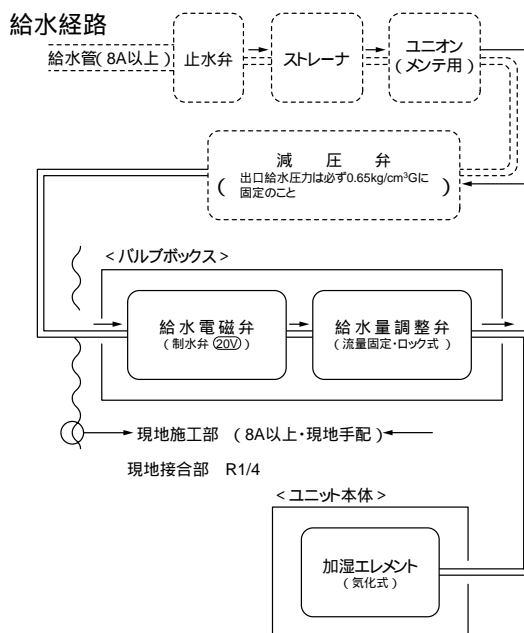 給水経路
給水管(8A以上)
止水弁
ストレーナ
ユニオン
(メンテ用)
減圧弁
(出口給水圧力は必ず0.65kg/cm³Gに
固定のこと)
<バルブボックス>
給水電磁弁
(制水弁 20V)
給水量調整弁
(流量固定・ロック式)
現地施工部 (8A以上・現地手配)
現地接合部 R1/4
<ユニット本体>
加湿エレメント
(気化式)